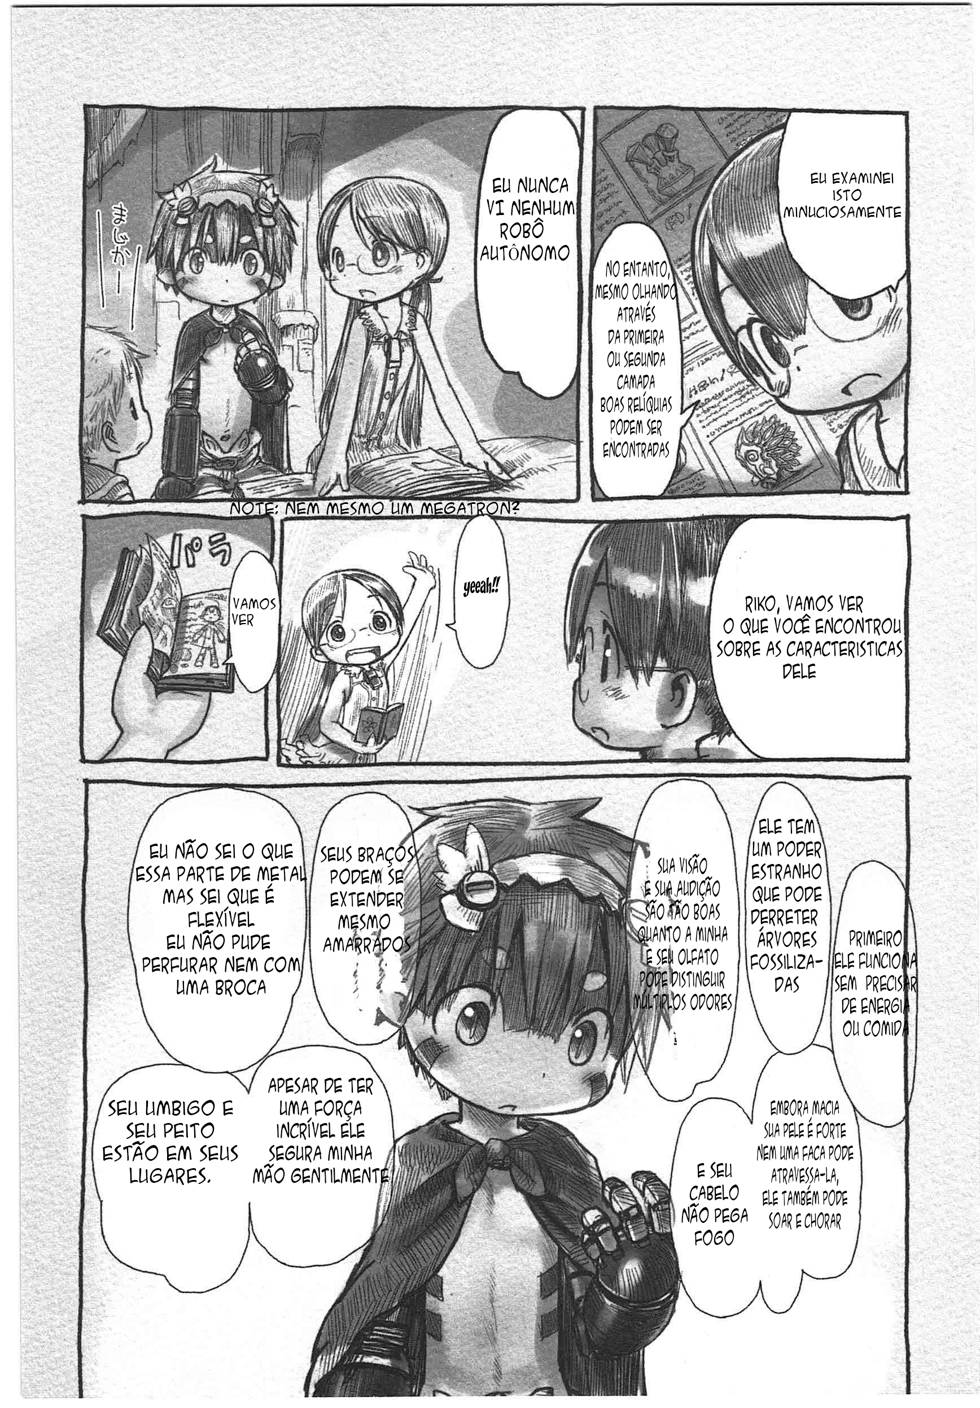 EU EXAMINEI
ISTO
MINUCIOSAMENTE
NO ENTANTO,
MESMO OLHANDO
ATRAVÉS
DA PRIMEIRA
OU SEGUNDA
CAMADA
BOAS RELÍQUIAS
PODEM SER
ENCONTRADAS
EU NUNCA
VI NENHUM
ROBÔ
AUTÔNOMO
まじかー
NOTE: NEM MESMO UM MEGATRON?
RIKO, VAMOS VER
O QUE VOCÊ ENCONTROU
SOBRE AS CARACTERISTICAS
DELE
yeeah!!
パラ
VAMOS
VER
PRIMEIRO
ELE FUNCIONA
SEM PRECISAR
DE ENERGIA
OU COMIDA
ELE TEM
UM PODER
ESTRANHO
QUE PODE
DERRETER
ÁRVORES
FOSSILIZA-
DAS
SUA VISÃO
E SUA AUDIÇÃO
SÃO TÃO BOAS
QUANTO A MINHA
E SEU OLFATO
PODE DISTINGUIR
MÚLTIPLOS ODORES
EMBORA MACIA
SUA PELE É FORTE
NEM UMA FACA PODE
ATRAVESSA-LA,
ELE TAMBÉM PODE
SOAR E CHORAR
E SEU
CABELO
NÃO PEGA
FOGO
SEUS BRAÇOS
PODEM SE
EXTENDER
MESMO
AMARRADOS
EU NÃO SEI O QUE
ESSA PARTE DE METAL
MAS SEI QUE É
FLEXÍVEL
EU NÃO PUDE
PERFURAR NEM COM
UMA BROCA
APESAR DE TER
UMA FORÇA
INCRÍVEL ELE
SEGURA MINHA
MÃO GENTILMENTE
SEU UMBIGO E
SEU PEITO
ESTÃO EM SEUS
LUGARES.